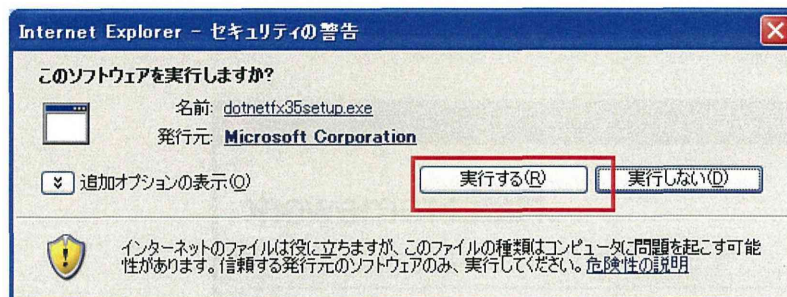 Internet Explorer - セキュリティの警告
このソフトウェアを実行しますか?
名前: dotnetfx35setup.exe
発行元: Microsoft Corporation
追加オプションの表示(O)
実行する(R)
実行しない(D)
インターネットのファイルは役に立ちますが、このファイルの種類はコンピュータに問題を起こす可能
性があります。信頼する発行元のソフトウェアのみ、実行してください。危険性の説明